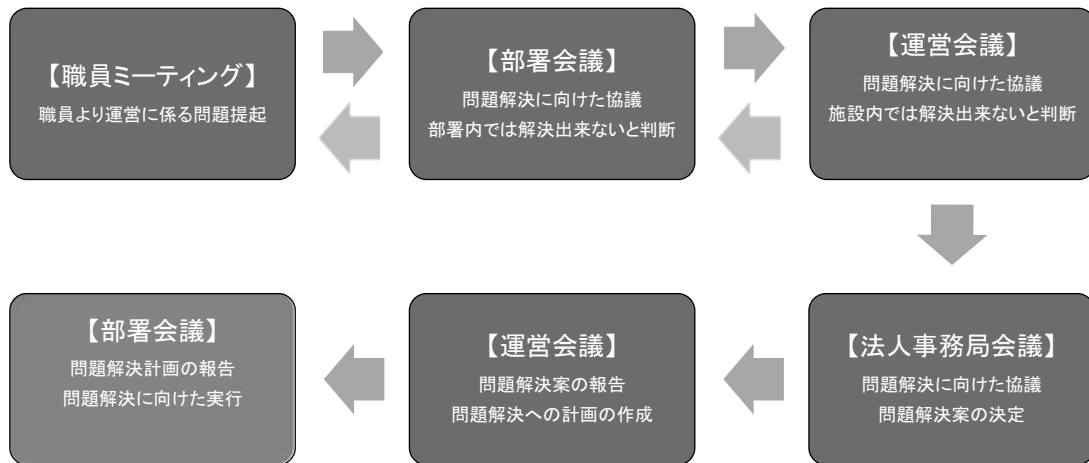 【職員ミーティング】
職員より運営に係る問題提起
【部署会議】
問題解決に向けた協議
部署内では解決出来ないと判断
【運営会議】
問題解決に向けた協議
施設内では解決出来ないと判断
【法人事務局会議】
問題解決に向けた協議
問題解決案の決定
【運営会議】
問題解決案の報告
問題解決への計画の作成
【部署会議】
問題解決計画の報告
問題解決に向けた実行